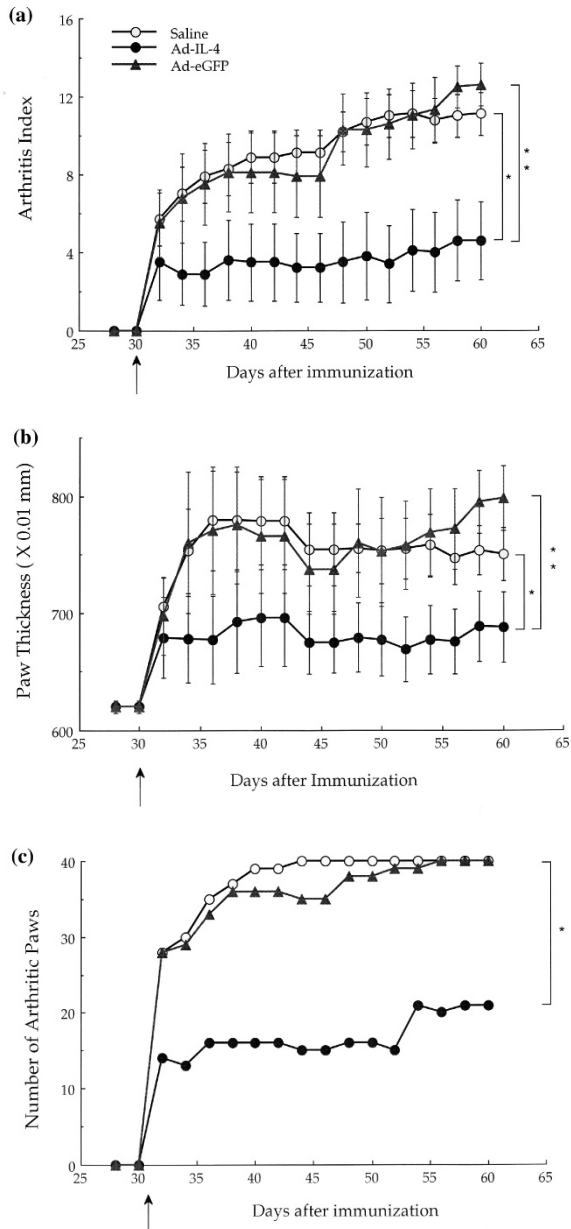 (a)
16
12
8
4
0
Arthritis Index
Saline
Ad-IL-4
Ad-eGFP
*
* *
25 30 35 40 45 50 55 60 65
Days after immunization
(b)
800
700
600
Paw Thickness ( X 0.01 mm)
*
* *
25 30 35 40 45 50 55 60 65
Days after Immunization
(c)
40
30
20
15
10
0
Number of Arthritic Paws
*
25 30 35 40 45 50 55 60 65
Days after immunization